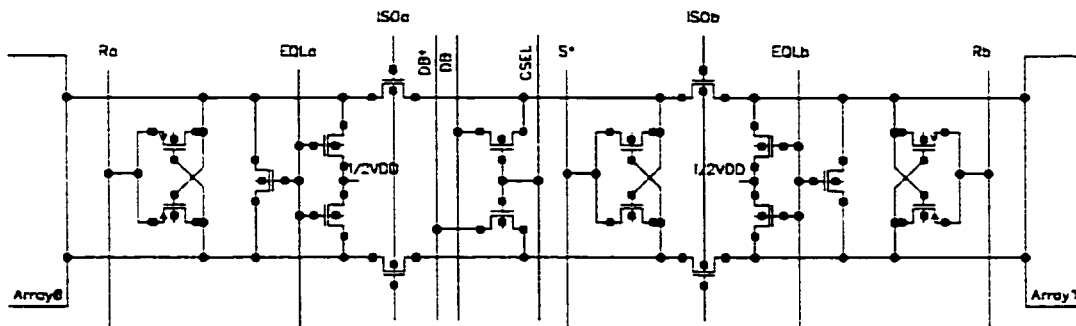 ISOa
ISOb
Ra
EQLa
DB*
DB
CSEL
S*
EQLb
Rb
1/2VDD
1/2VDD
Array0
Array1